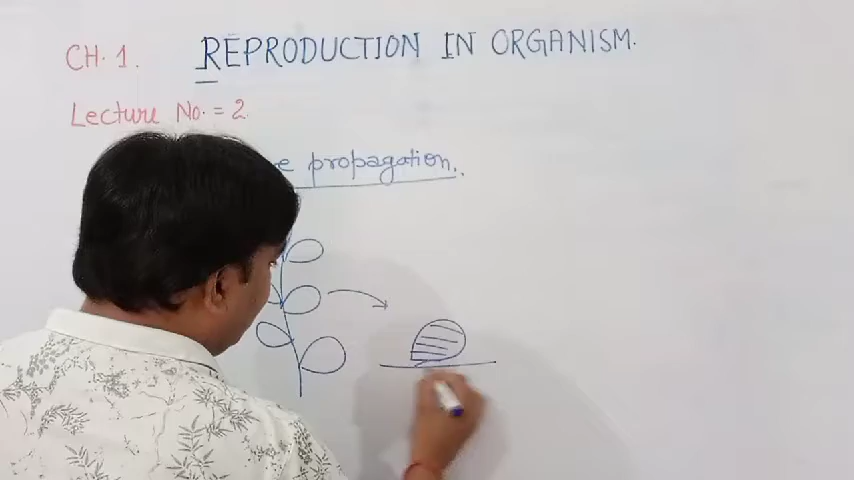 CH. 1. REPRODUCTION IN ORGANISM.
Lecture No. = 2
propagation..